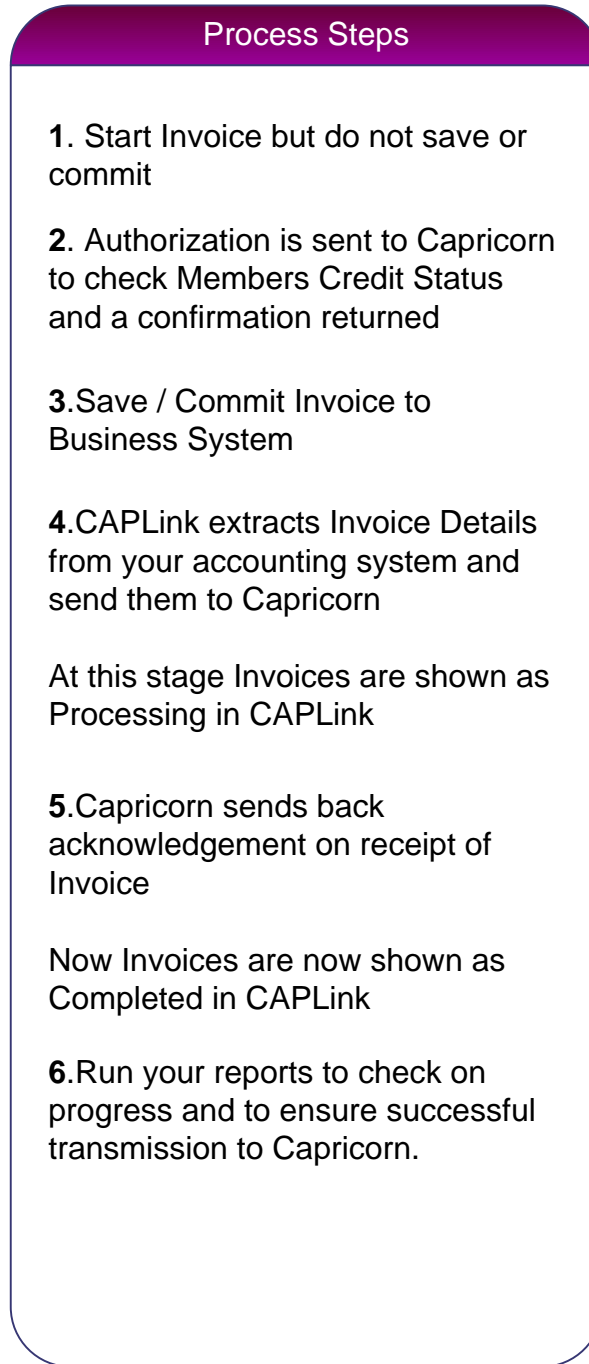 Process Steps
1. Start Invoice but do not save or
commit
2. Authorization is sent to Capricorn
to check Members Credit Status
and a confirmation returned
3.Save / Commit Invoice to
Business System
4.CAPLink extracts Invoice Details
from your accounting system and
send them to Capricorn
At this stage Invoices are shown as
Processing in CAPLink
5.Capricorn sends back
acknowledgement on receipt of
Invoice
Now Invoices are now shown as
Completed in CAPLink
6.Run your reports to check on
progress and to ensure successful
transmission to Capricorn.